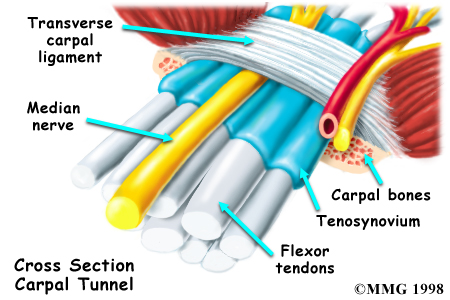 Transverse
carpal
ligament
Median
nerve
Carpal bones
Tenosynovium
Flexor
tendons
Cross Section
Carpal Tunnel
©MMG 1998